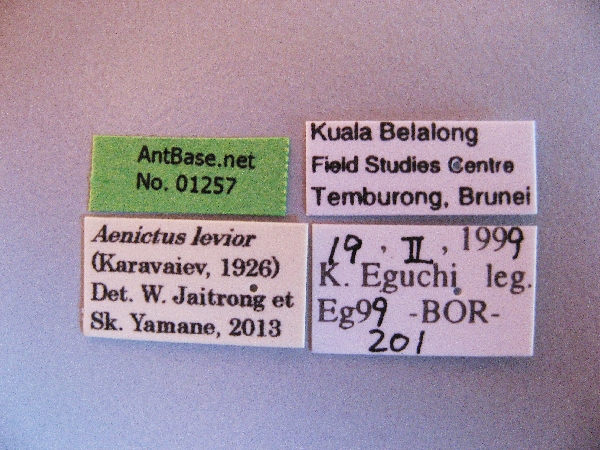 AntBase.net
No. 01257
Kuala Belalong
Field Studies Centre
Temburong, Brunei
Aenictus levior
(Karavaiev, 1926)
Det. W. Jaitrong et
Sk. Yamane, 2013
19, II, 1999
K. Eguchi leg.
Eg99 -BOR-
201